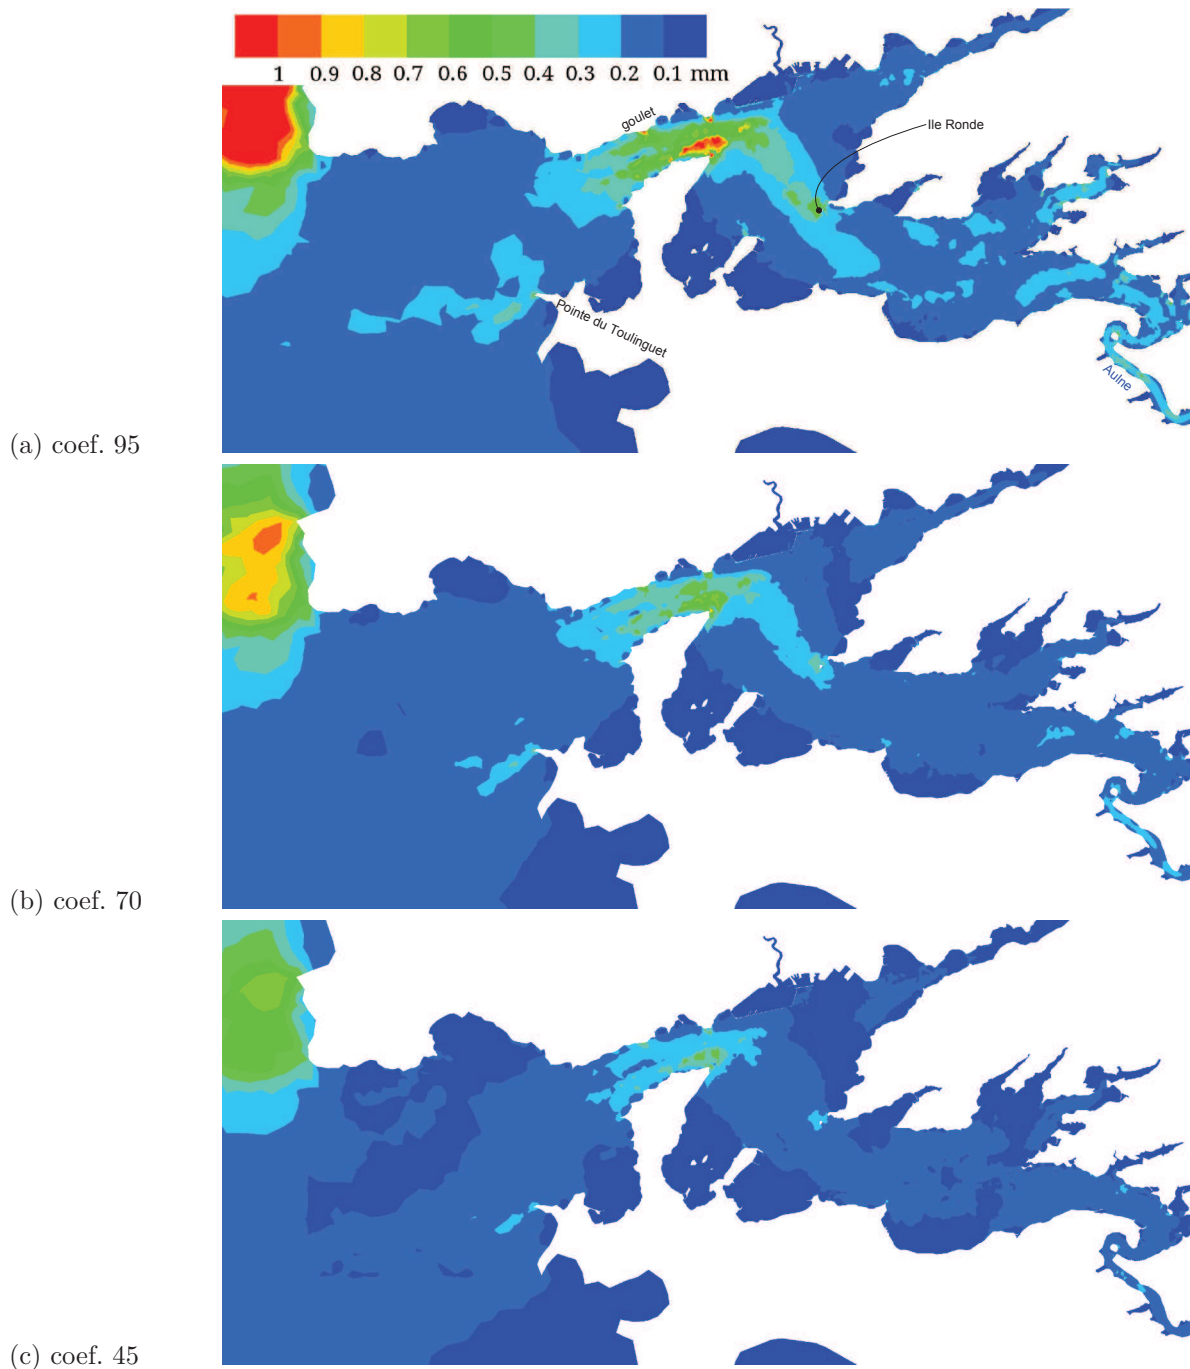 1 0.9 0.8 0.7 0.6 0.5 0.4 0.3 0.2 0.1 mm
goulet
Ile Ronde
Pointe du Toulinguet
Aulne
(a) coef. 95
(b) coef. 70
(c) coef. 45